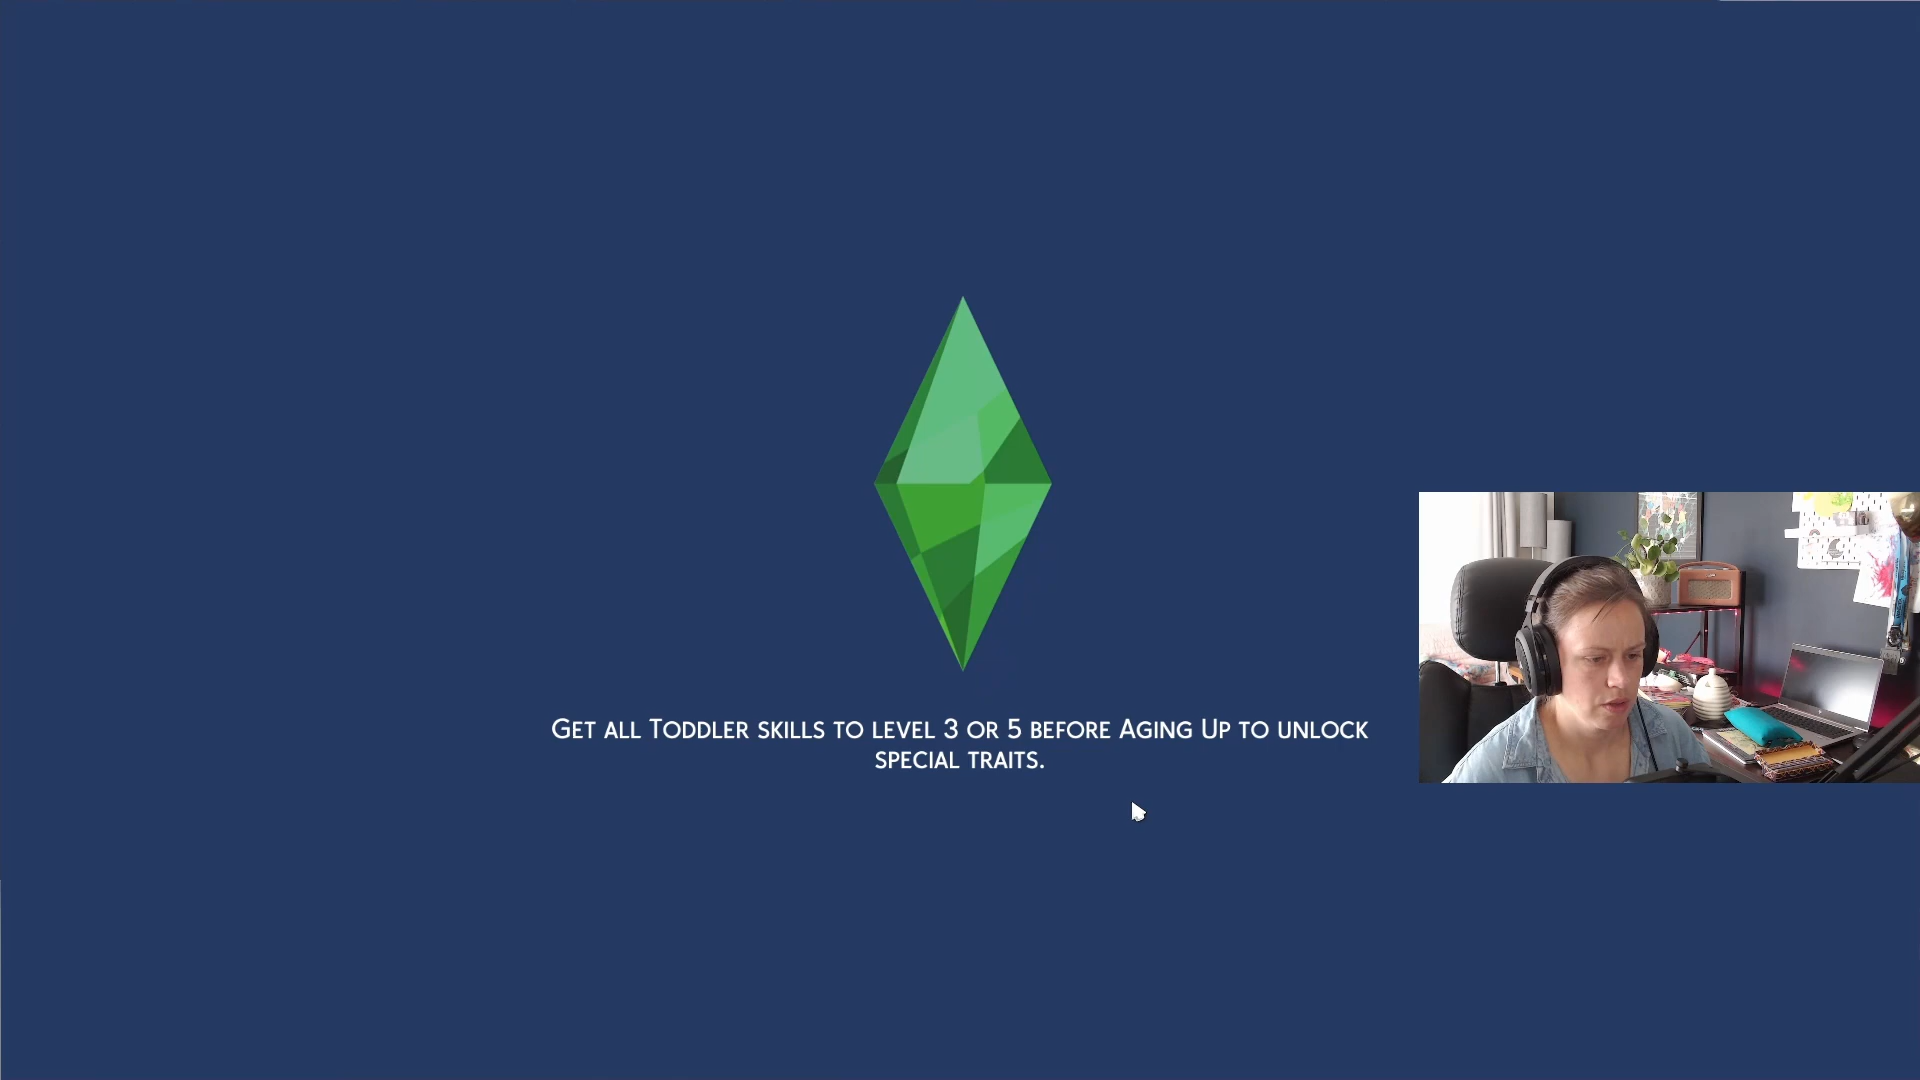 Get all Toddler skills to level 3 or 5 before Aging Up to unlock
special traits.